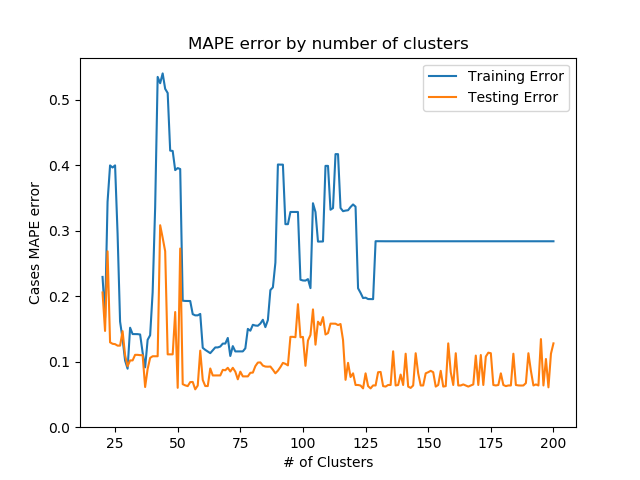 MAPE error by number of clusters
Training Error
Testing Error
Cases MAPE error
0.5
0.4
0.3
0.2
0.1
0.0
25 50 75 100 125 150 175 200
# of Clusters